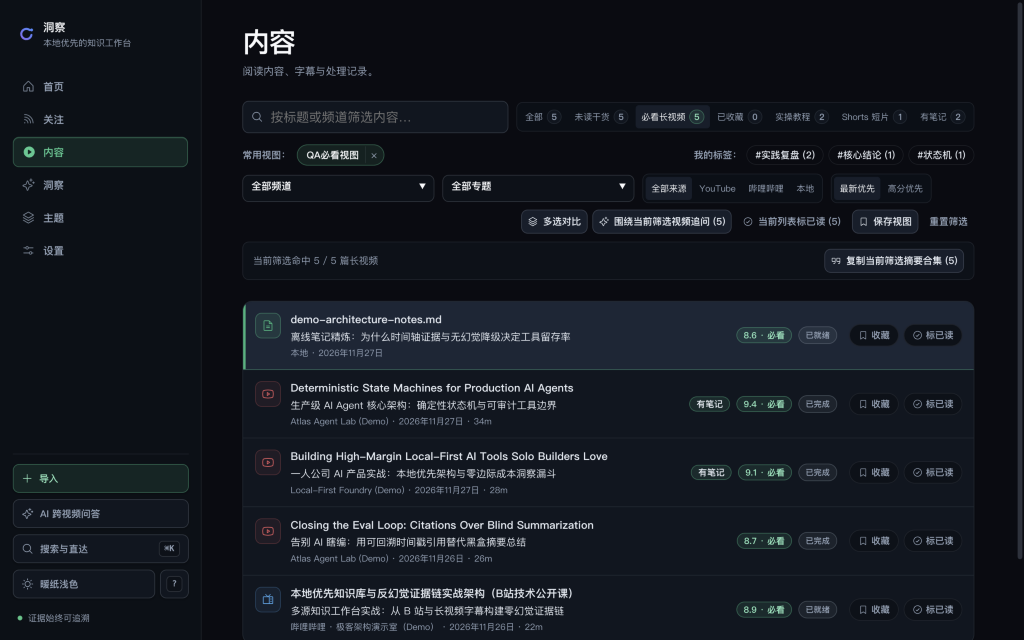 洞察
本地优先的知识工作台
首页
关注
内容
洞察
主题
设置
导入
AI 跨视频问答
搜索与直达 ⌘K
暖纸浅色 ?
证据始终可追溯
内容
阅读内容、字幕与处理记录。
按标题或频道筛选内容...
全部 5 未读干货 5 必看长视频 5 已收藏 0 实操教程 2 Shorts 短片 1 有笔记 2
常用视图: QA必看视图 ×
我的标签: #实践复盘 (2) #核心结论 (1) #状态机 (1)
全部频道 ▼ 全部专题 ▼ 全部来源 YouTube 哔哩哔哩 本地 最新优先 高分优先
多选对比 围绕当前筛选视频追问 (5) 当前列表标已读 (5) 保存视图 重置筛选
当前筛选命中 5 / 5 篇长视频
复制当前筛选摘要合集 (5)
demo-architecture-notes.md
离线笔记精炼：为什么时间轴证据与无幻觉降级决定工具留存率
本地 · 2026年11月27日
8.6 · 必看 已就绪 收藏 标已读
Deterministic State Machines for Production AI Agents
生产级 AI Agent 核心架构：确定性状态机与可审计工具边界
Atlas Agent Lab (Demo) · 2026年11月27日 · 34m
有笔记 9.4 · 必看 已完成 收藏 标已读
Building High-Margin Local-First AI Tools Solo Builders Love
一人公司 AI 产品实战：本地优先架构与零边际成本洞察漏斗
Local-First Foundry (Demo) · 2026年11月27日 · 28m
有笔记 9.1 · 必看 已完成 收藏 标已读
Closing the Eval Loop: Citations Over Blind Summarization
告别 AI 瞎编：用可回溯时间戳引用替代黑盒摘要总结
Atlas Agent Lab (Demo) · 2026年11月26日 · 26m
8.7 · 必看 已完成 收藏 标已读
本地优先知识库与反幻觉证据链实战架构（B站技术公开课）
多源知识工作台实战：从 B 站与长视频字幕构建零幻觉证据链
哔哩哔哩 · 极客架构演示室（Demo） · 2026年11月26日 · 22m
8.9 · 必看 已就绪 收藏 标已读